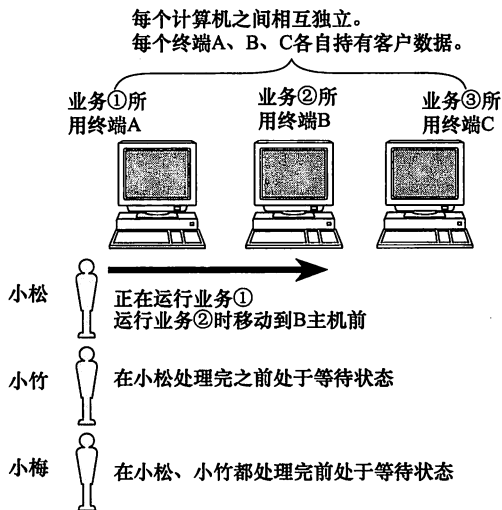 每个计算机之间相互独立。
每个终端A、B、C各自持有客户数据。
业务①所
用终端A
业务②所
用终端B
业务③所
用终端C
小松
正在运行业务①
运行业务②时移动到B主机前
小竹
在小松处理完之前处于等待状态
小梅
在小松、小竹都处理完前处于等待状态